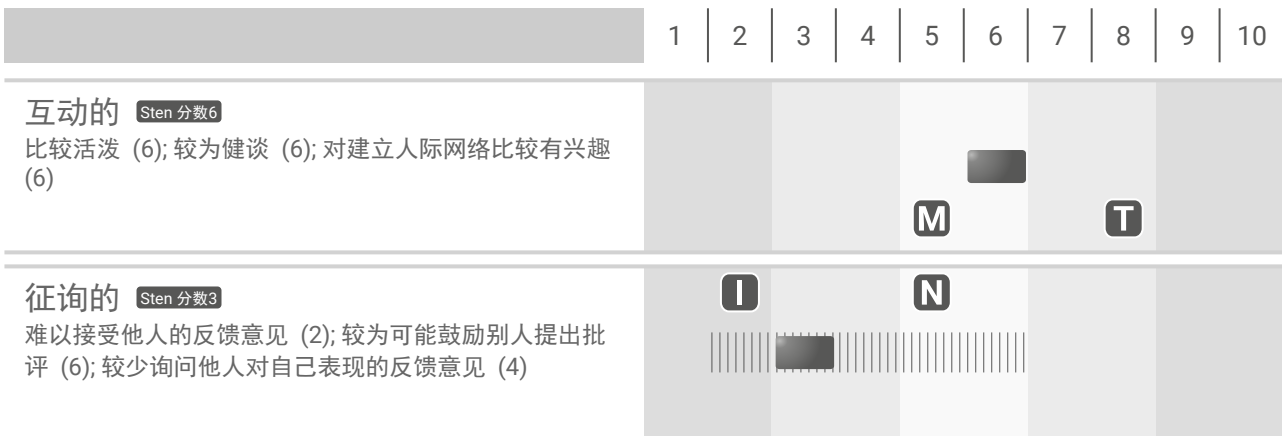 1 2 3 4 5 6 7 8 9 10
互动的 Sten 分数6
比较活泼 (6); 较为健谈 (6); 对建立人际网络比较有兴趣
(6)
M T
征询的 Sten 分数3
I N
难以接受他人的反馈意见 (2); 较为可能鼓励别人提出批
评 (6); 较少询问他人对自己表现的反馈意见 (4)